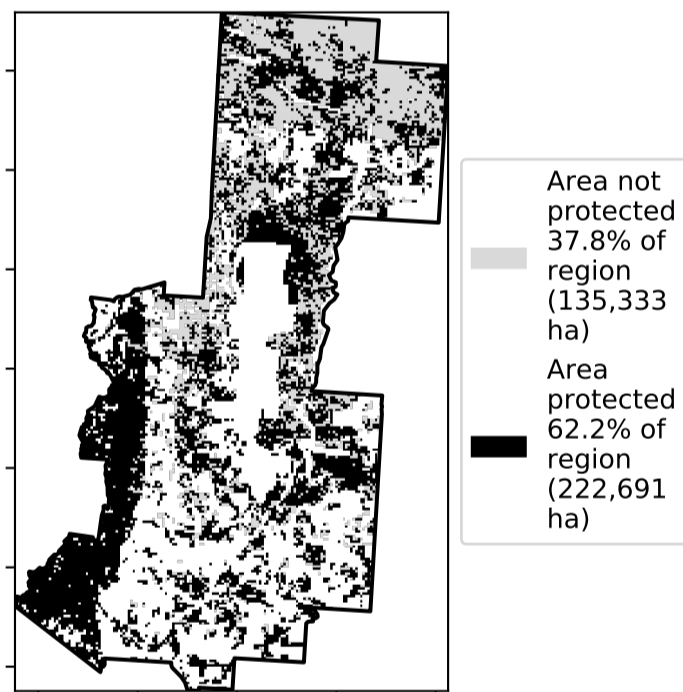 Area not
protected
37.8% of
region
(135,333
ha)
Area
protected
62.2% of
region
(222,691
ha)